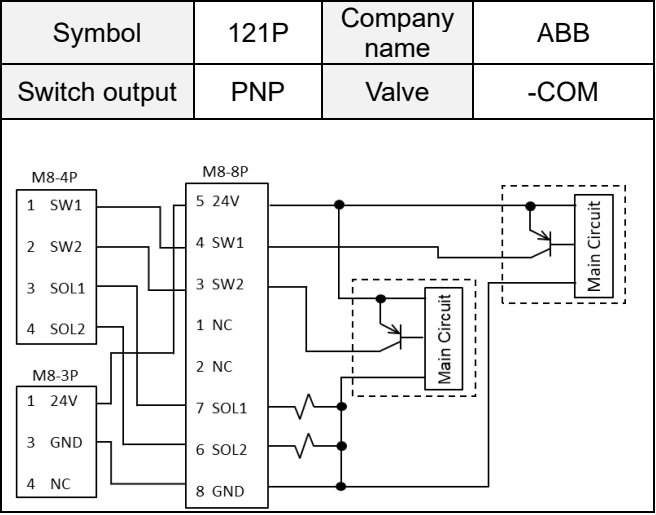 Symbol 121P Company name ABB
Switch output PNP Valve -COM
M8-4P
1 SW1
2 SW2
3 SOL1
4 SOL2
M8-3P
1 24V
3 GND
4 NC
M8-8P
5 24V
4 SW1
3 SW2
1 NC
2 NC
7 SOL1
6 SOL2
8 GND
Main Circuit
Main Circuit